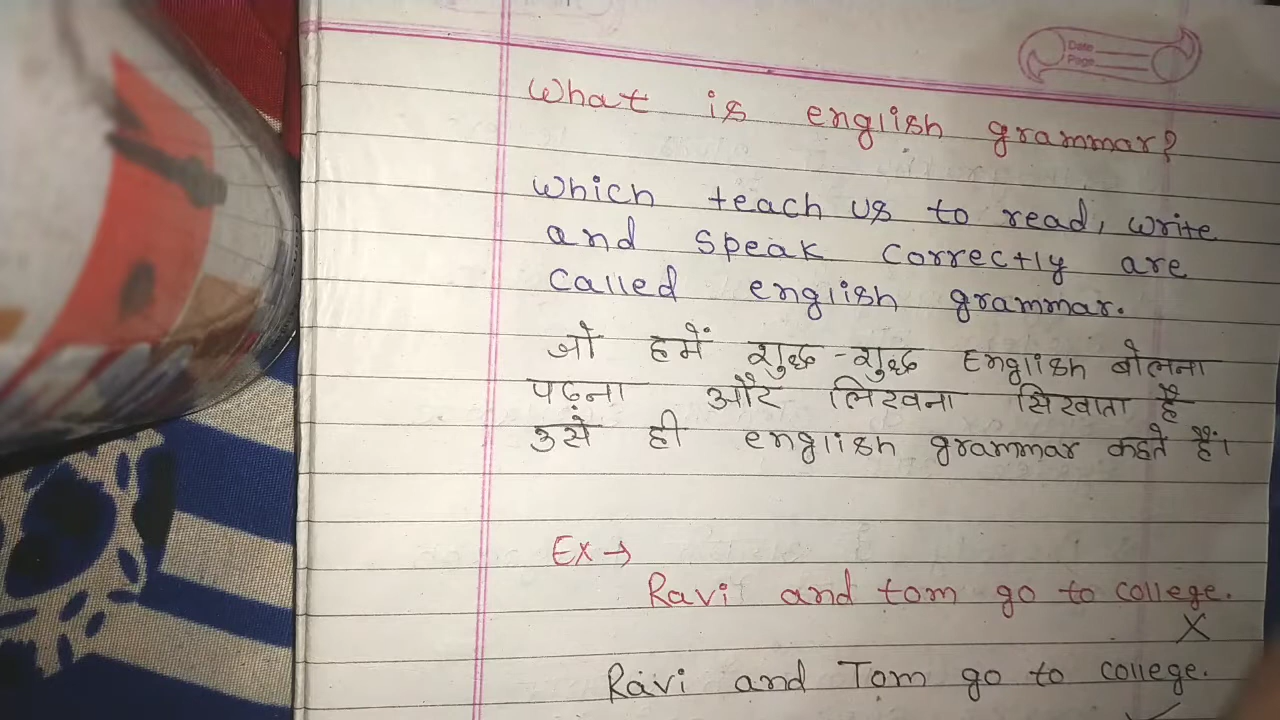 Date
Page
What is english grammar?
Which teach us to read, write
and speak correctly are
called english grammar.
जो हमें शुद्ध-शुद्ध English बोलना
पढ़ना और लिखना सिखाता है
उसे ही english grammar कहते हैं।
Ex →
Ravi and tom go to college.
X
Ravi and Tom go to college.